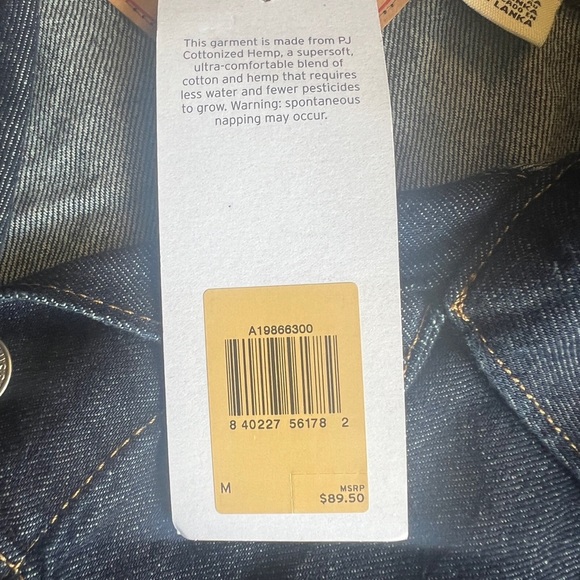 This garment is made from PJ
Cottonized Hemp, a supersoft,
ultra-comfortable blend of
cotton and hemp that requires
less water and fewer pesticides
to grow. Warning: spontaneous
napping may occur.
LANKA
A19866300
8 40227 56178 2
M
MSRP
$89.50